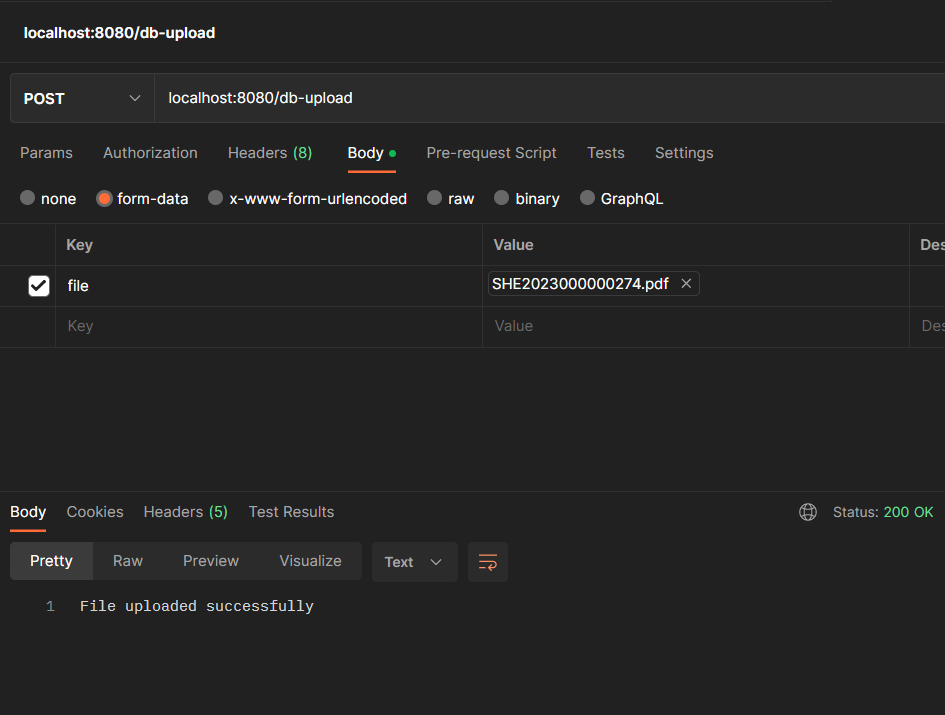 localhost:8080/db-upload
POST localhost:8080/db-upload
Params Authorization Headers (8) Body Pre-request Script Tests Settings
none form-data x-www-form-urlencoded raw binary GraphQL
Key Value Des
file SHE2023000000274.pdf
Key Value Des
Body Cookies Headers (5) Test Results Status: 200 OK
Pretty Raw Preview Visualize Text
1 File uploaded successfully